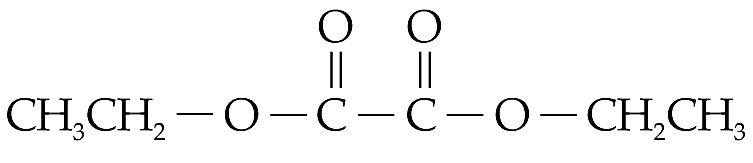 O O
|| ||
CH₃CH₂ — O — C — C — O — CH₂CH₃